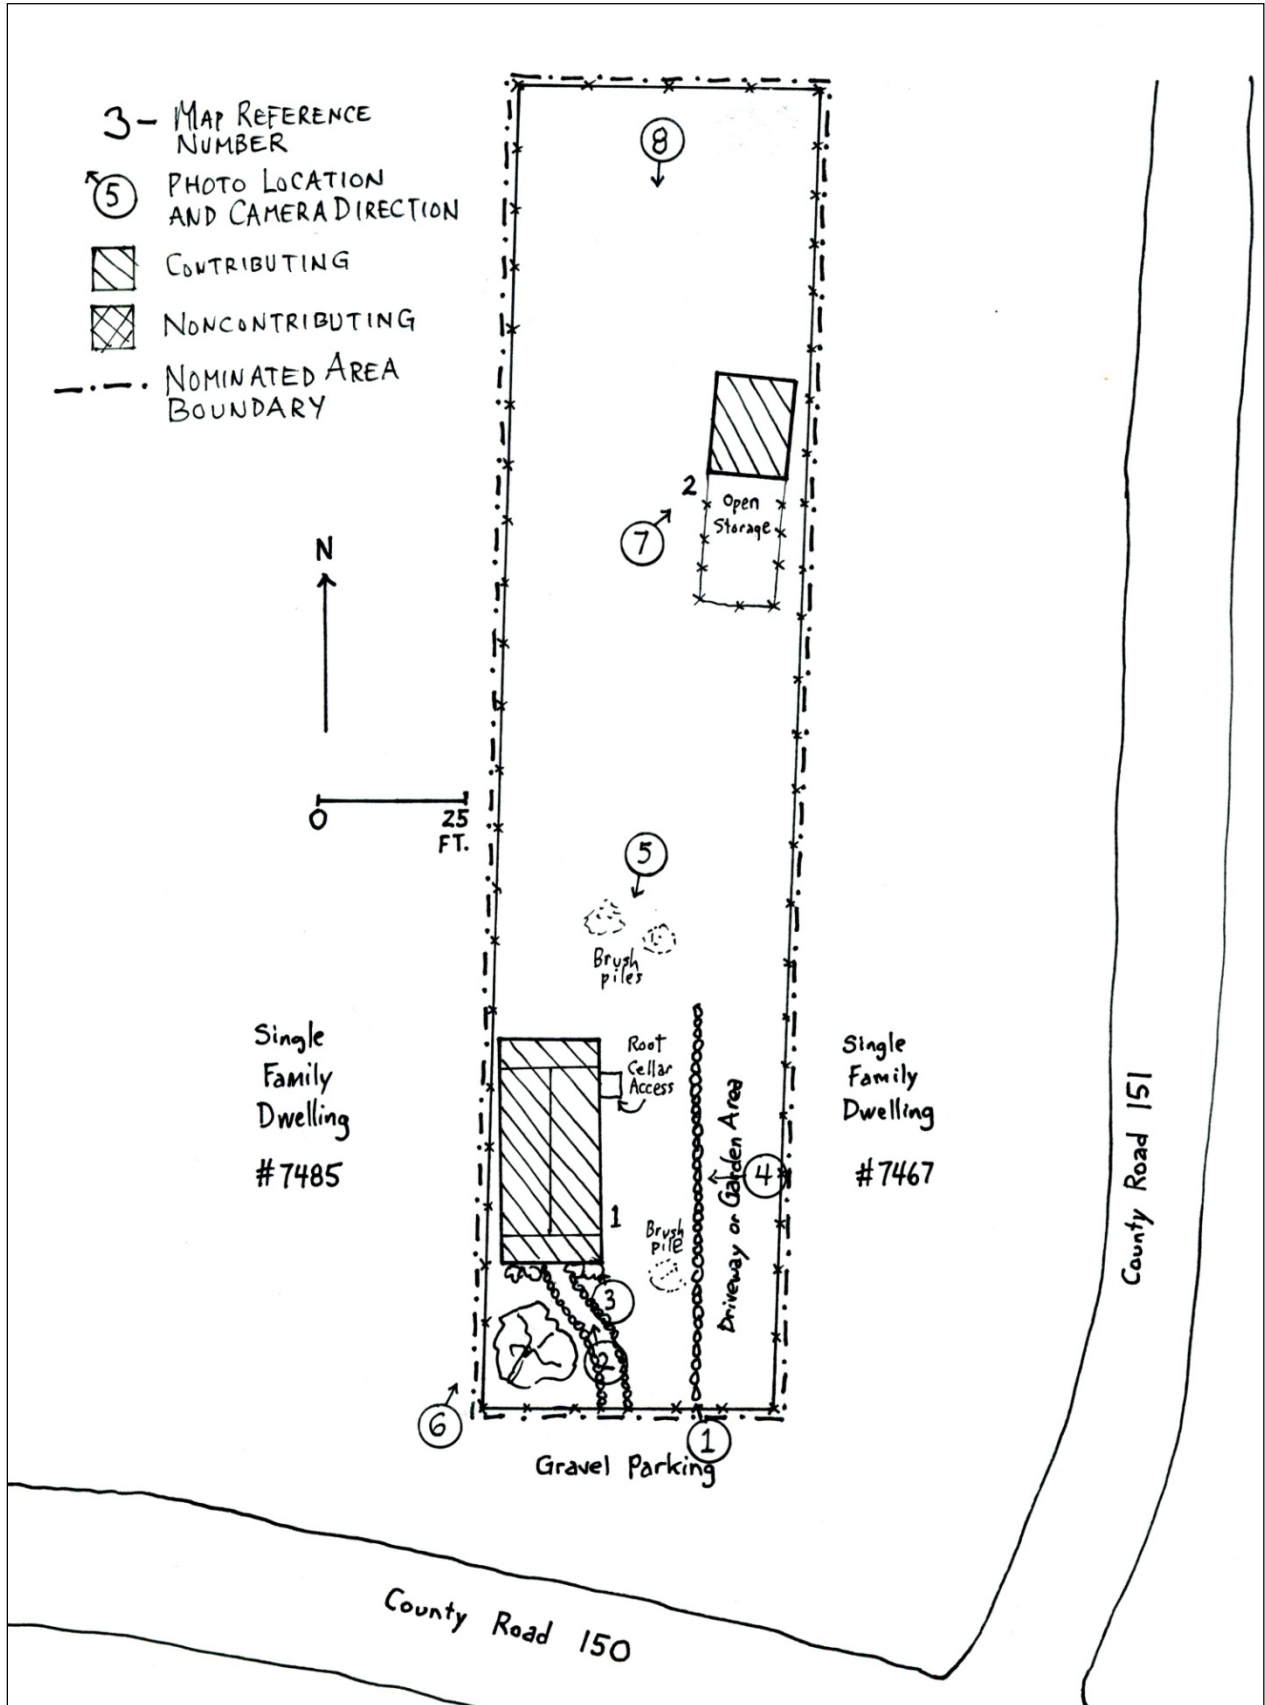 3- MAP REFERENCE
NUMBER
5 PHOTO LOCATION
AND CAMERA DIRECTION
CONTRIBUTING
NONCONTRIBUTING
NOMINATED AREA
BOUNDARY
8
2
Open
Storage
7
N
0 25
FT.
5
Brush
piles
Single
Family
Dwelling
#7485
Root
Cellar
Access
Driveway or Garden Area
4
Single
Family
Dwelling
#7467
County Road 151
1
Brush
pile
3
2
6
1
Gravel Parking
County Road 150